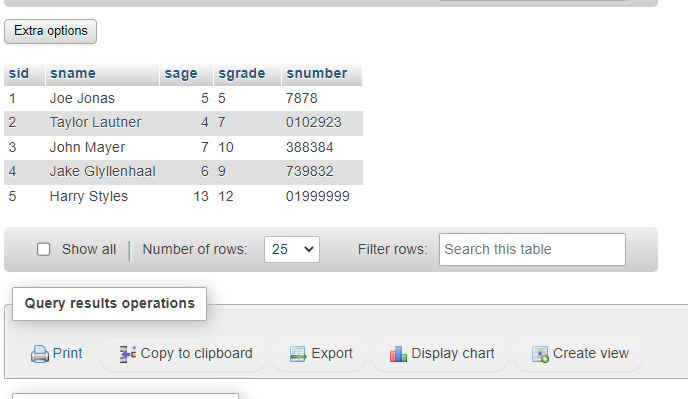 Extra options
sid sname sage sgrade snumber
1 Joe Jonas 5 5 7878
2 Taylor Lautner 4 7 0102923
3 John Mayer 7 10 388384
4 Jake Glyllenhaal 6 9 739832
5 Harry Styles 13 12 01999999
Show all Number of rows: 25 Filter rows: Search this table
Query results operations
Print Copy to clipboard Export Display chart Create view